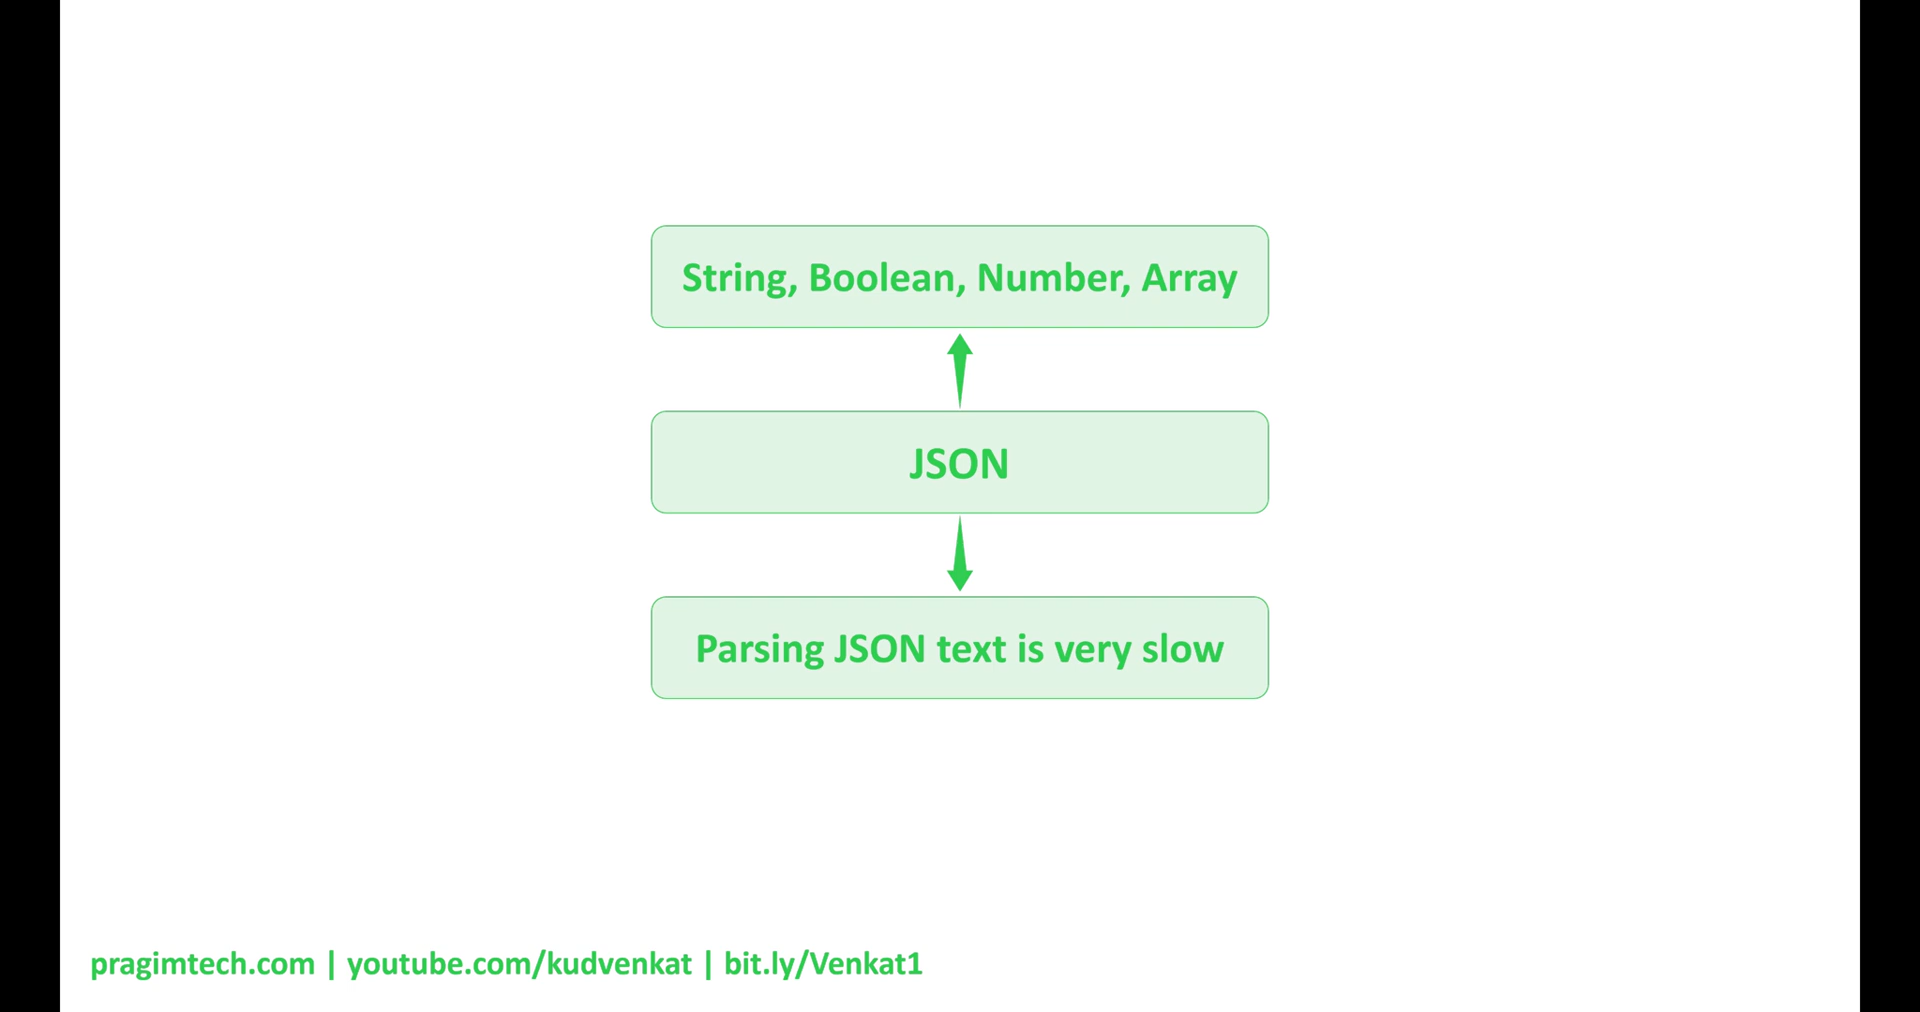 String, Boolean, Number, Array
JSON
Parsing JSON text is very slow
pragimtech.com | youtube.com/kudvenkat | bit.ly/Venkat1